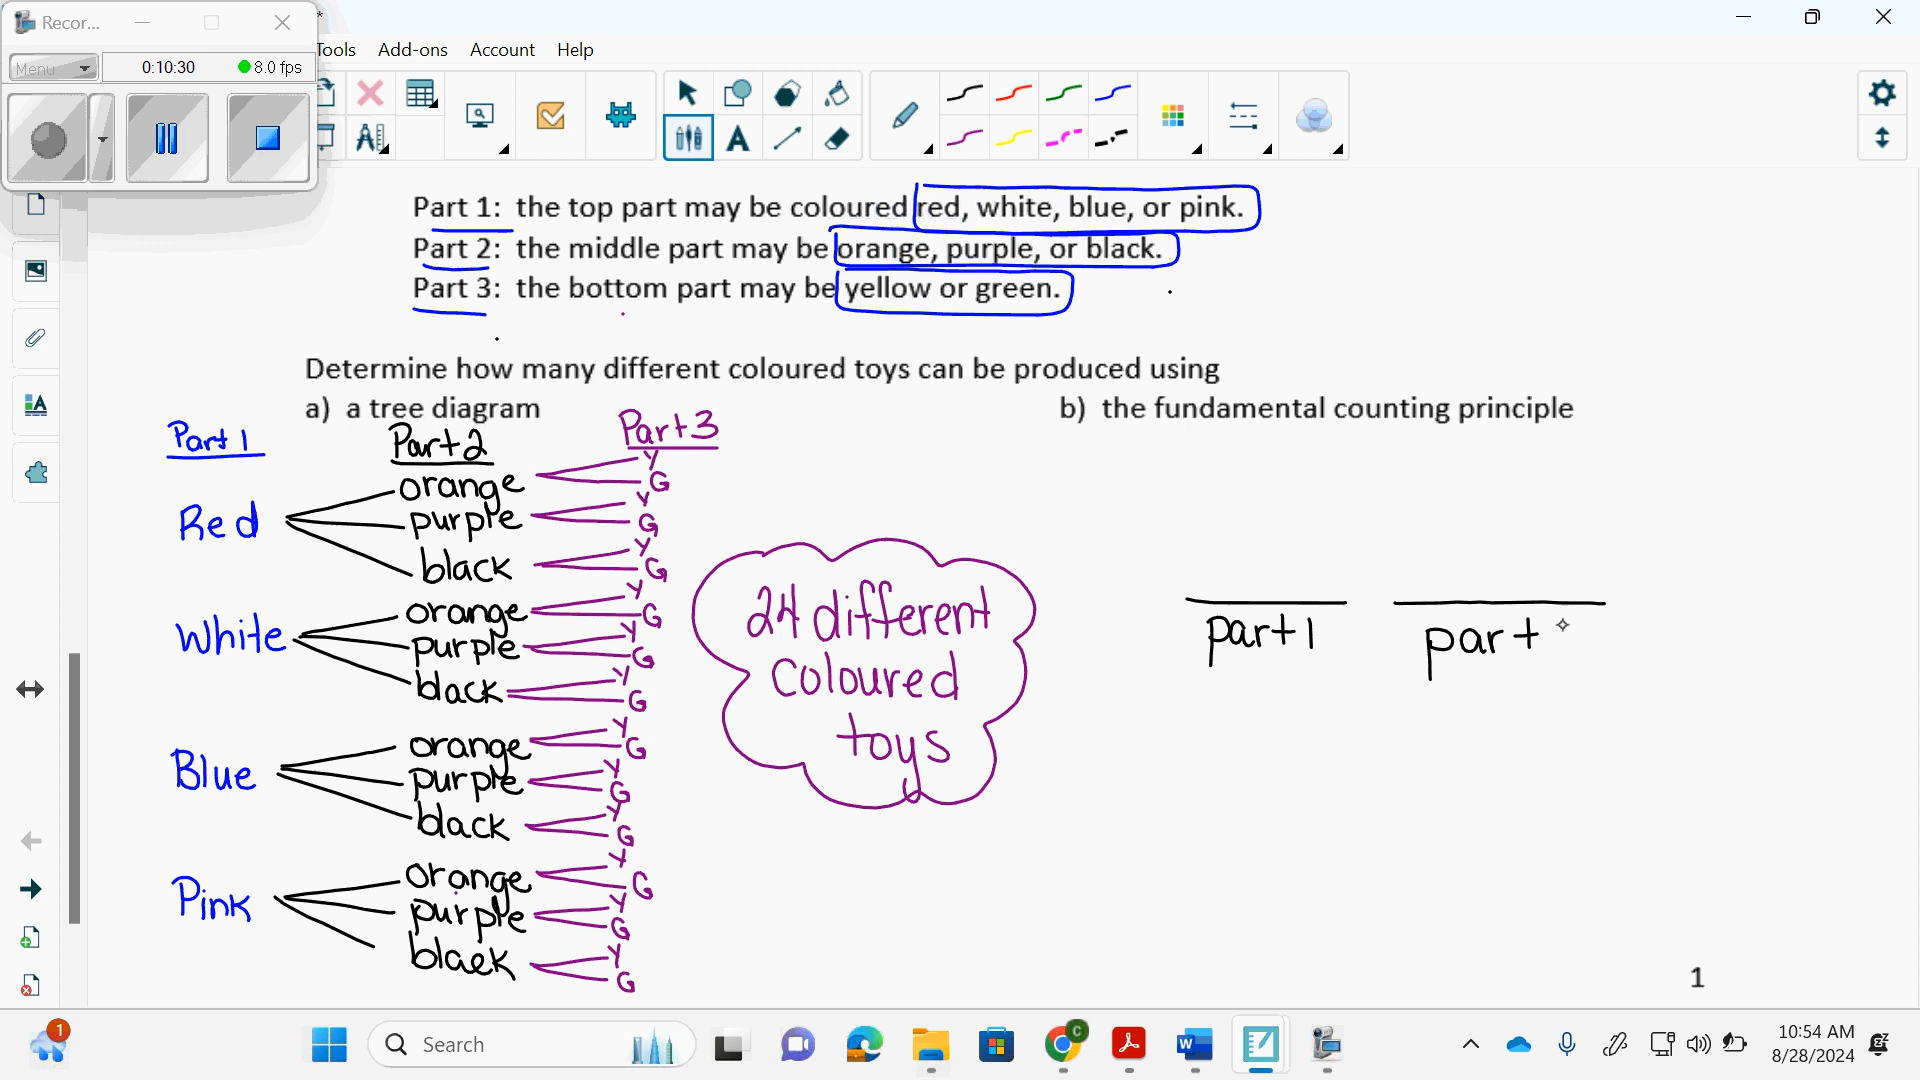 Recor...
*
Menu
0:10:30
8.0 fps
Tools Add-ons Account Help
Part 1: the top part may be coloured red, white, blue, or pink.
Part 2: the middle part may be orange, purple, or black.
Part 3: the bottom part may be yellow or green.
Determine how many different coloured toys can be produced using
a) a tree diagram
b) the fundamental counting principle
Part 1
Part 2
Part 3
Red
orange
Y
G
purple
Y
G
black
Y
G
White
orange
Y
G
purple
Y
G
black
Y
G
Blue
orange
Y
G
purple
Y
G
black
Y
G
Pink
orange
Y
G
purple
Y
G
black
Y
G
24 different
coloured
toys
part 1
part
1
1
Search
10:54 AM
8/28/2024